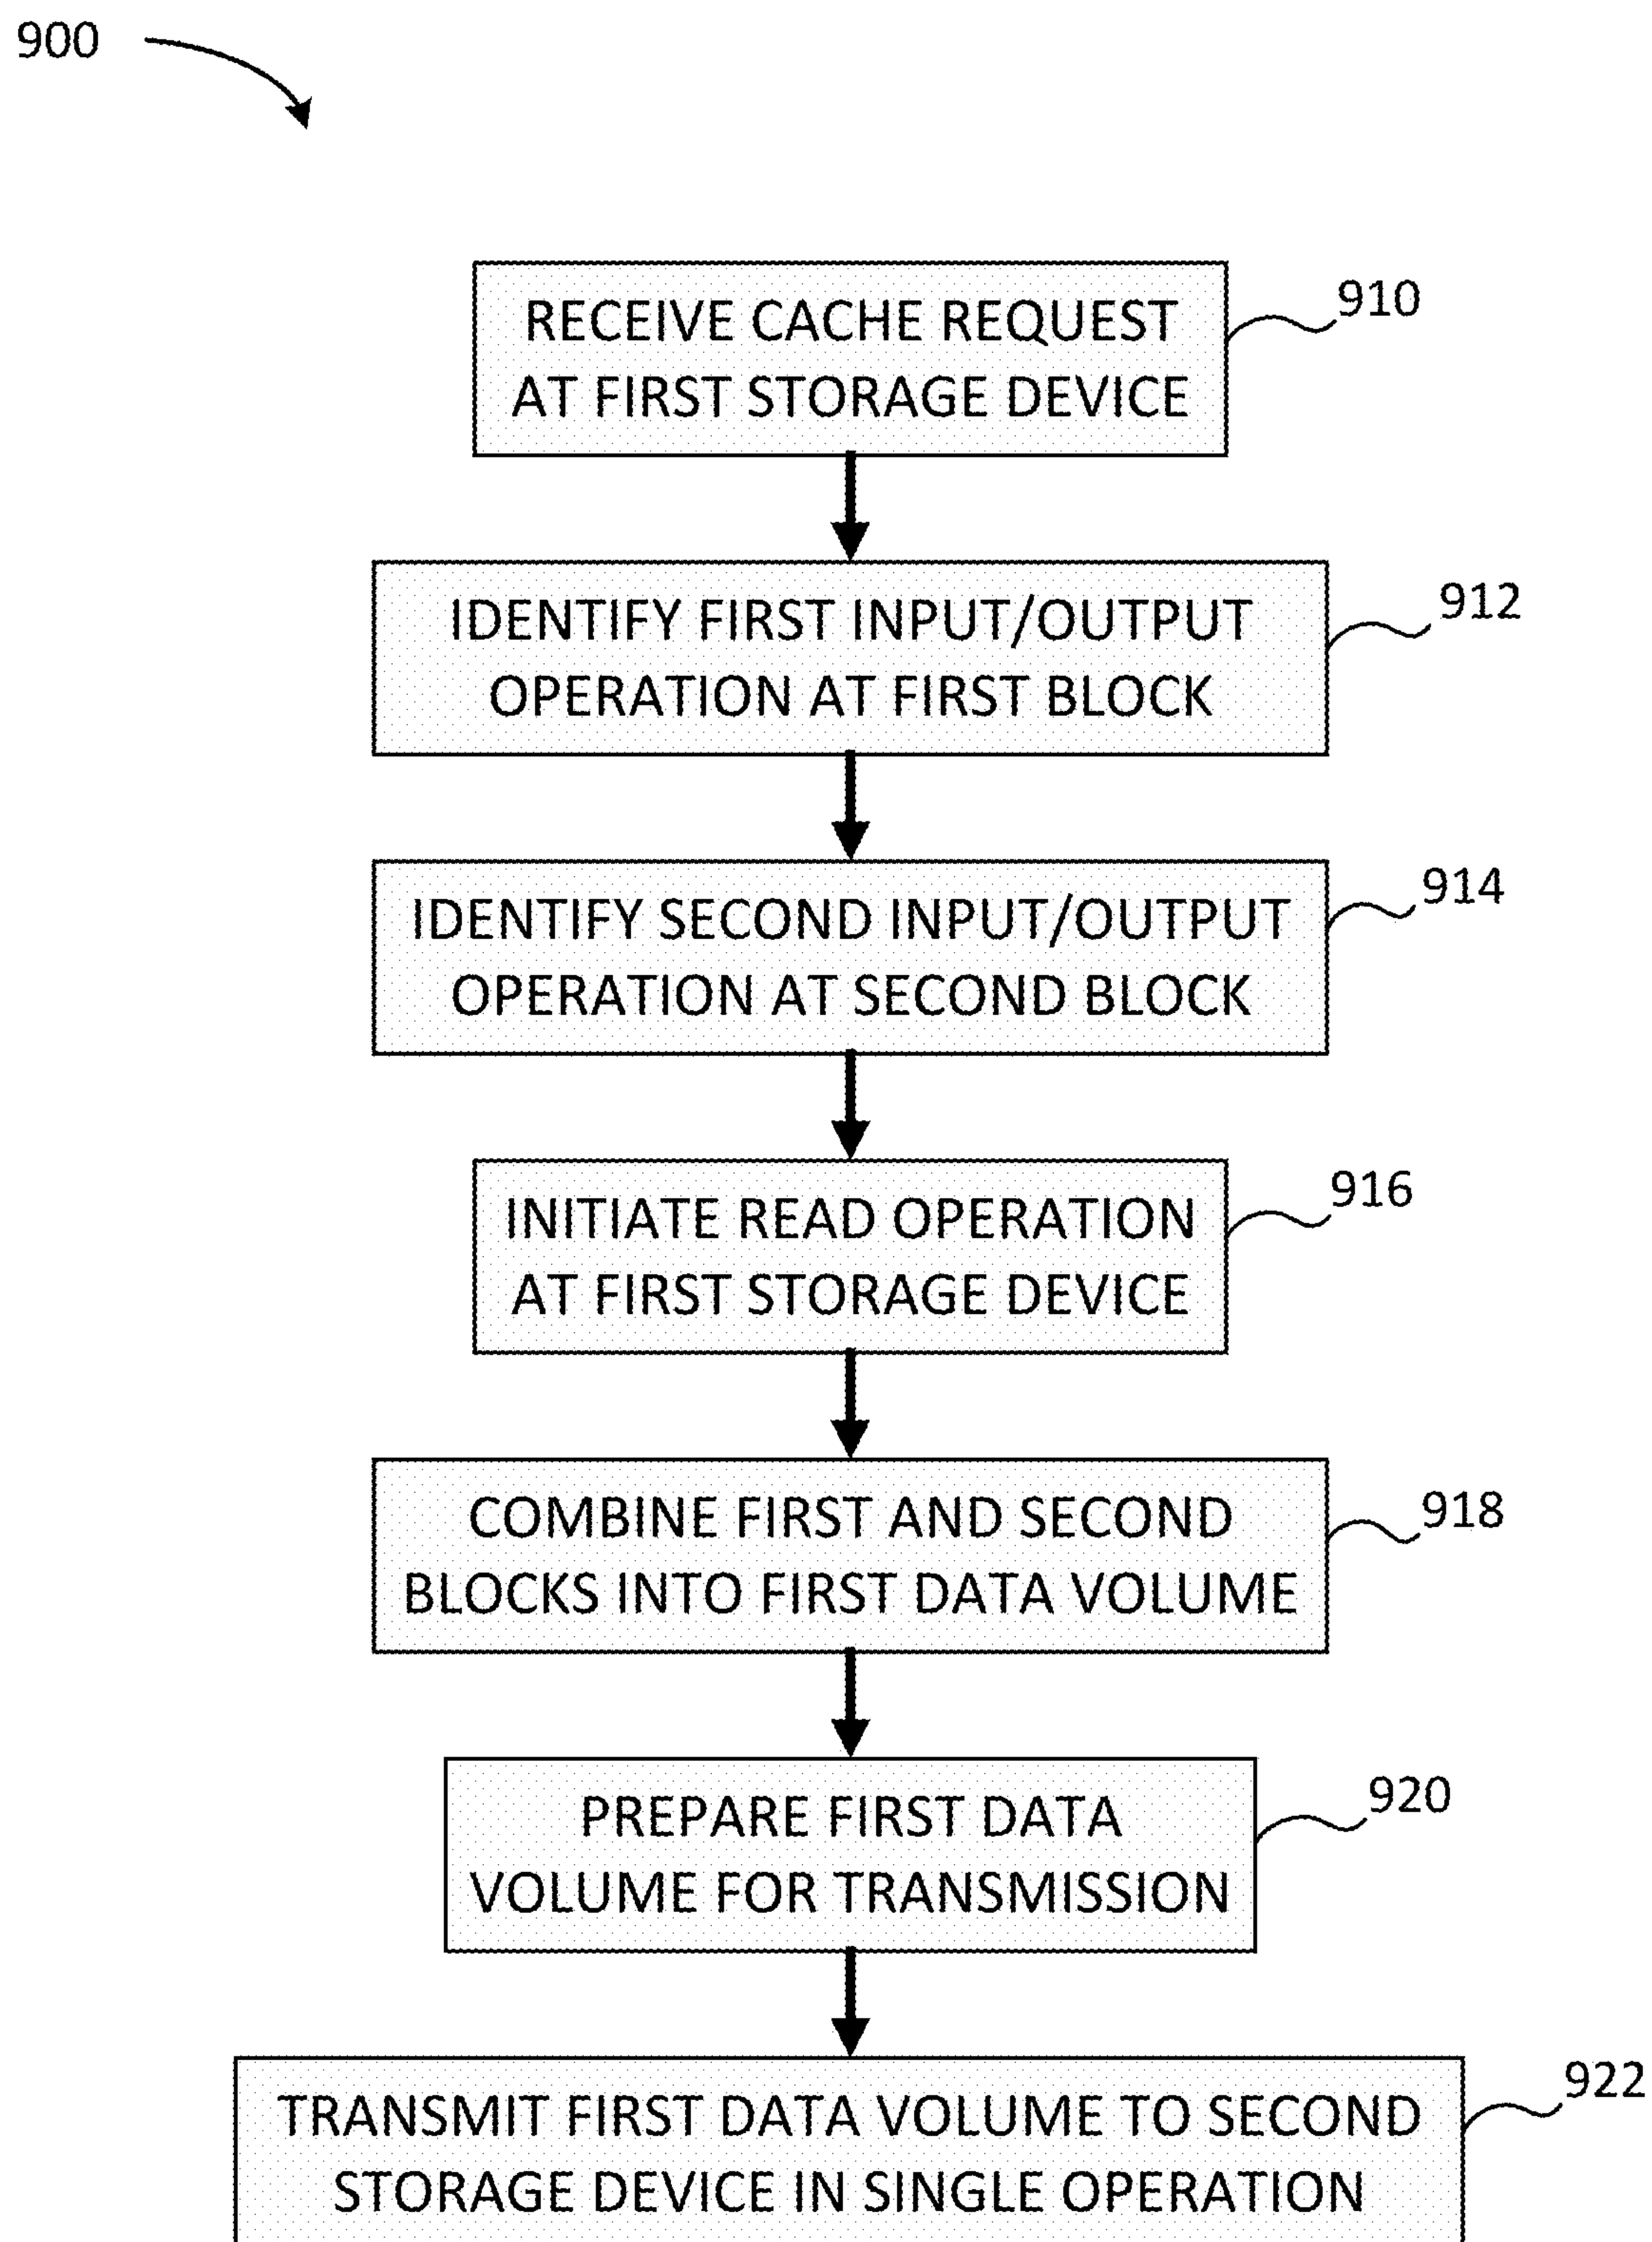 900
RECEIVE CACHE REQUEST
AT FIRST STORAGE DEVICE
910
IDENTIFY FIRST INPUT/OUTPUT
OPERATION AT FIRST BLOCK
912
IDENTIFY SECOND INPUT/OUTPUT
OPERATION AT SECOND BLOCK
914
INITIATE READ OPERATION
AT FIRST STORAGE DEVICE
916
COMBINE FIRST AND SECOND
BLOCKS INTO FIRST DATA VOLUME
918
PREPARE FIRST DATA
VOLUME FOR TRANSMISSION
920
TRANSMIT FIRST DATA VOLUME TO SECOND
STORAGE DEVICE IN SINGLE OPERATION
922